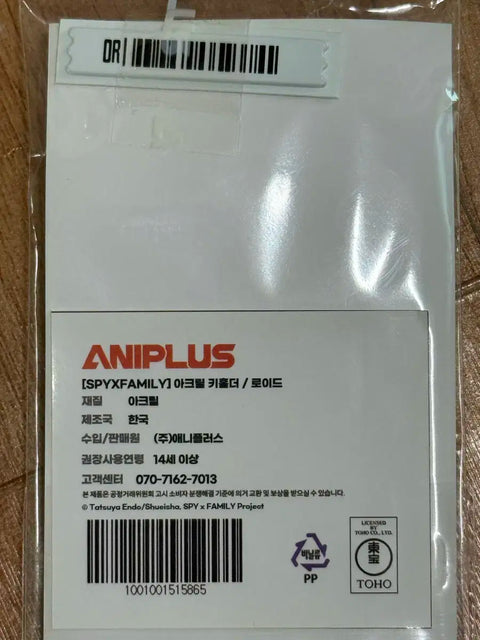 OR
ANIPLUS
[SPYXFAMILY] 아크릴 키홀더 / 로이드
재질 아크릴
제조국 한국
수입/판매원 (주)애니플러스
권장사용연령 14세 이상
고객센터 070-7162-7013
본 제품은 공정거래위원회 고시 소비자 분쟁해결 기준에 의거 교환 및 보상을 받으실 수 있습니다.
© Tatsuya Endo/Shueisha, SPY x FAMILY Project
1001001515865
비닐류
PP
LICENSED
BY
TOHO CO., LTD.
東
宝
TOHO